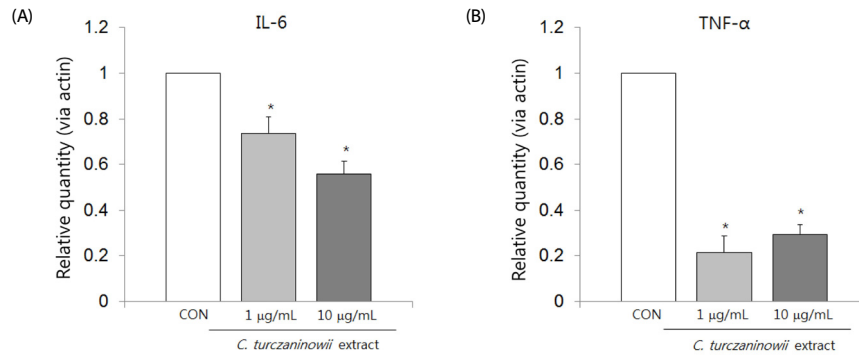 (A)
IL-6
Relative quantity (via actin)
1.2
1
0.8
0.6
0.4
0.2
0
*
*
CON
1 μg/mL
10 μg/mL
C. turczaninowii extract
(B)
TNF-α
Relative quantity (via actin)
1.2
1
0.8
0.6
0.4
0.2
0
*
*
CON
1 μg/mL
10 μg/mL
C. turczaninowii extract